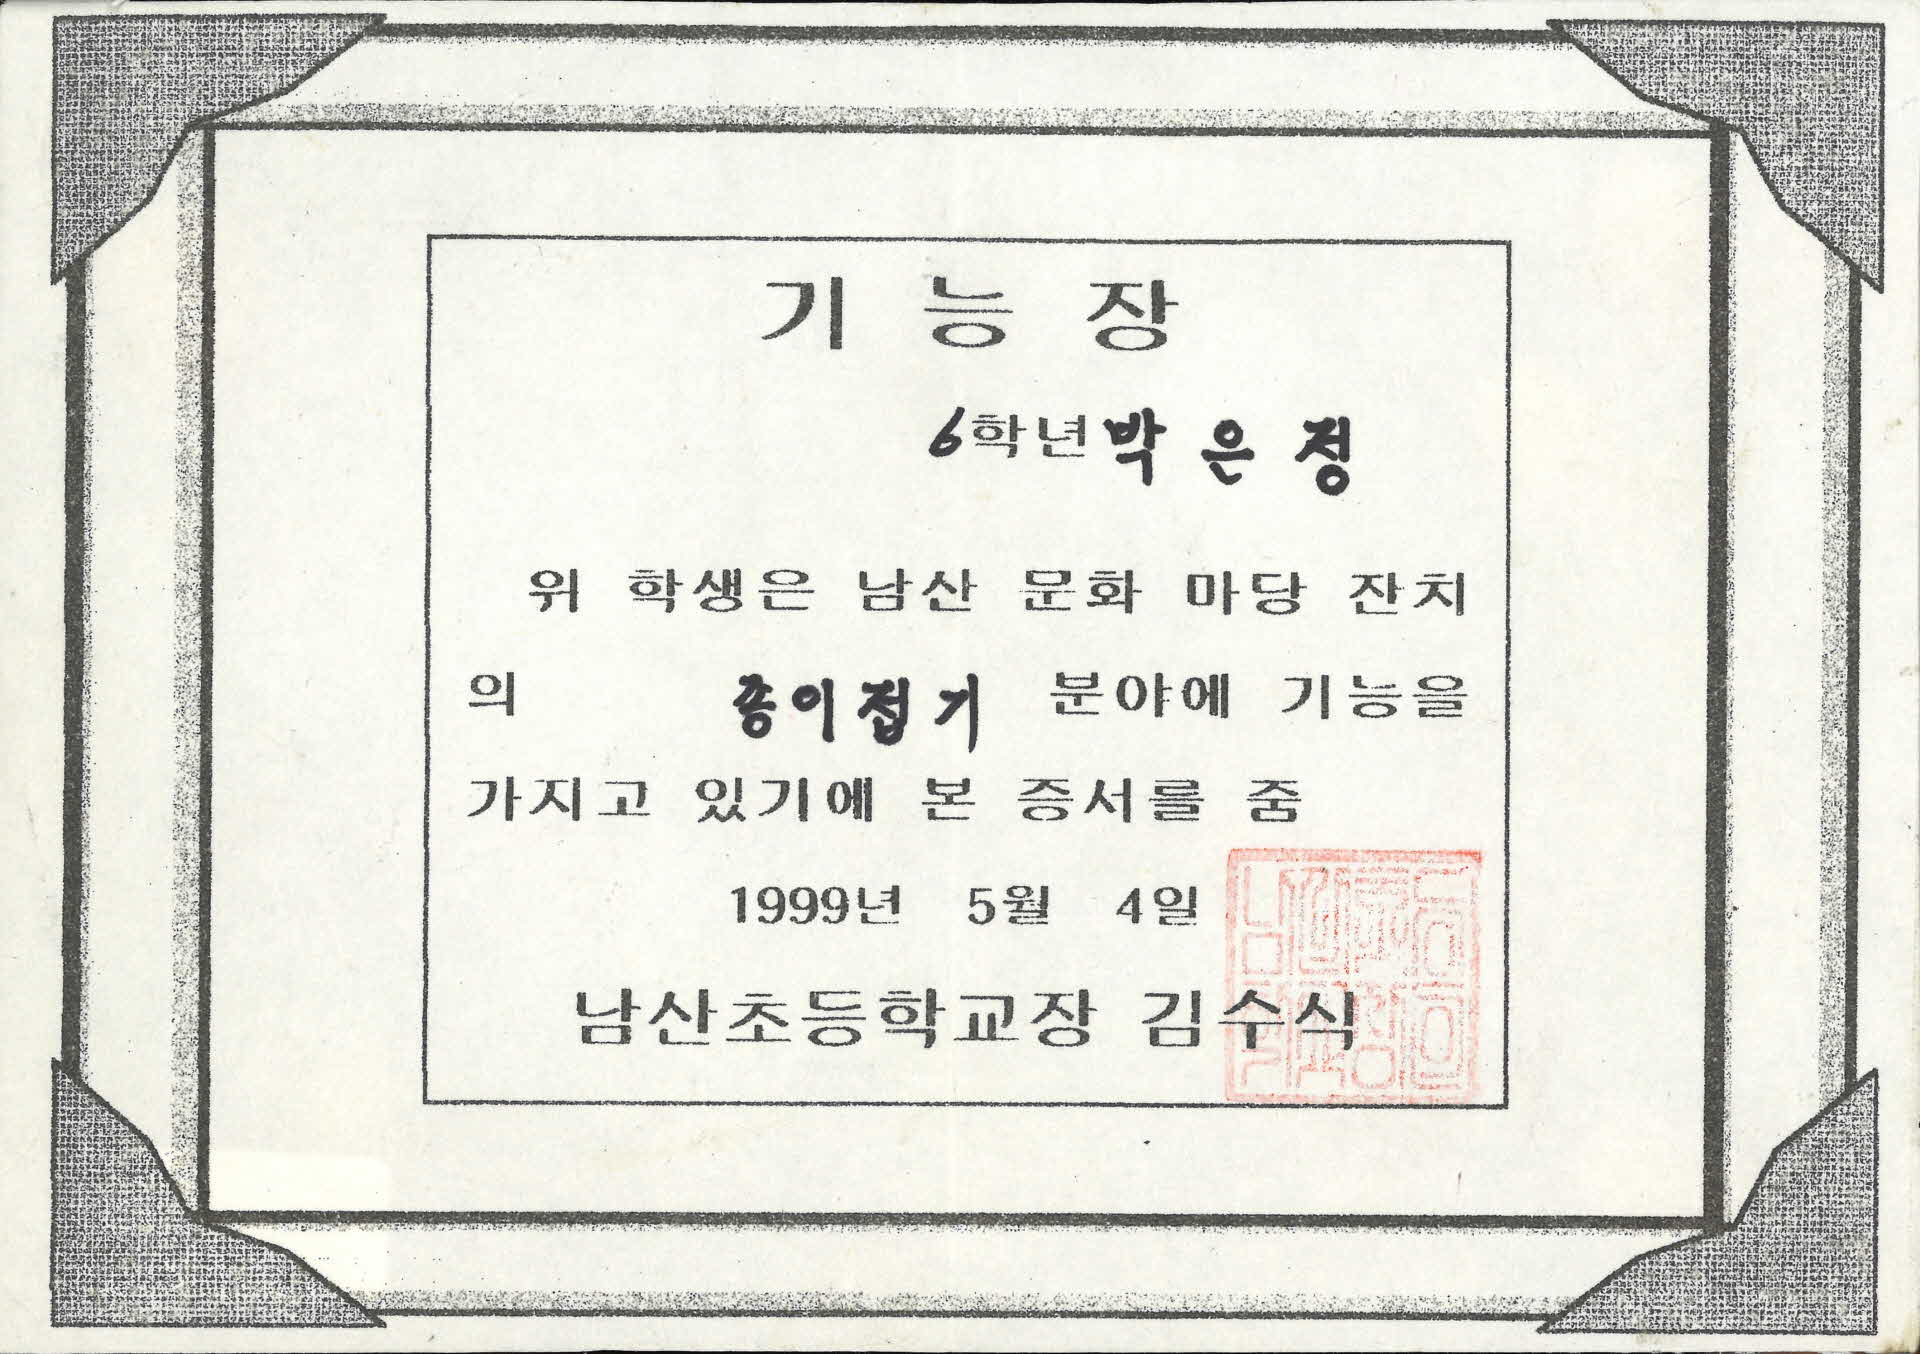 기 능 장
6학년 박 은 정
위 학생은 남산 문화 마당 잔치
의 종이접기 분야에 기능을
가지고 있기에 본 증서를 줌
1999년 5월 4일
남산초등학교장 김수식